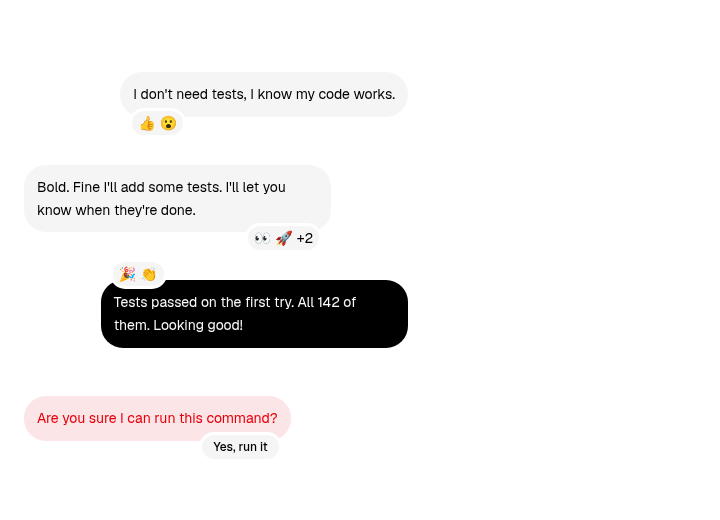 I don't need tests, I know my code works.
👍 😮
Bold. Fine I'll add some tests. I'll let you
know when they're done.
👀 🚀 +2
🎉 👏
Tests passed on the first try. All 142 of
them. Looking good!
Are you sure I can run this command?
Yes, run it